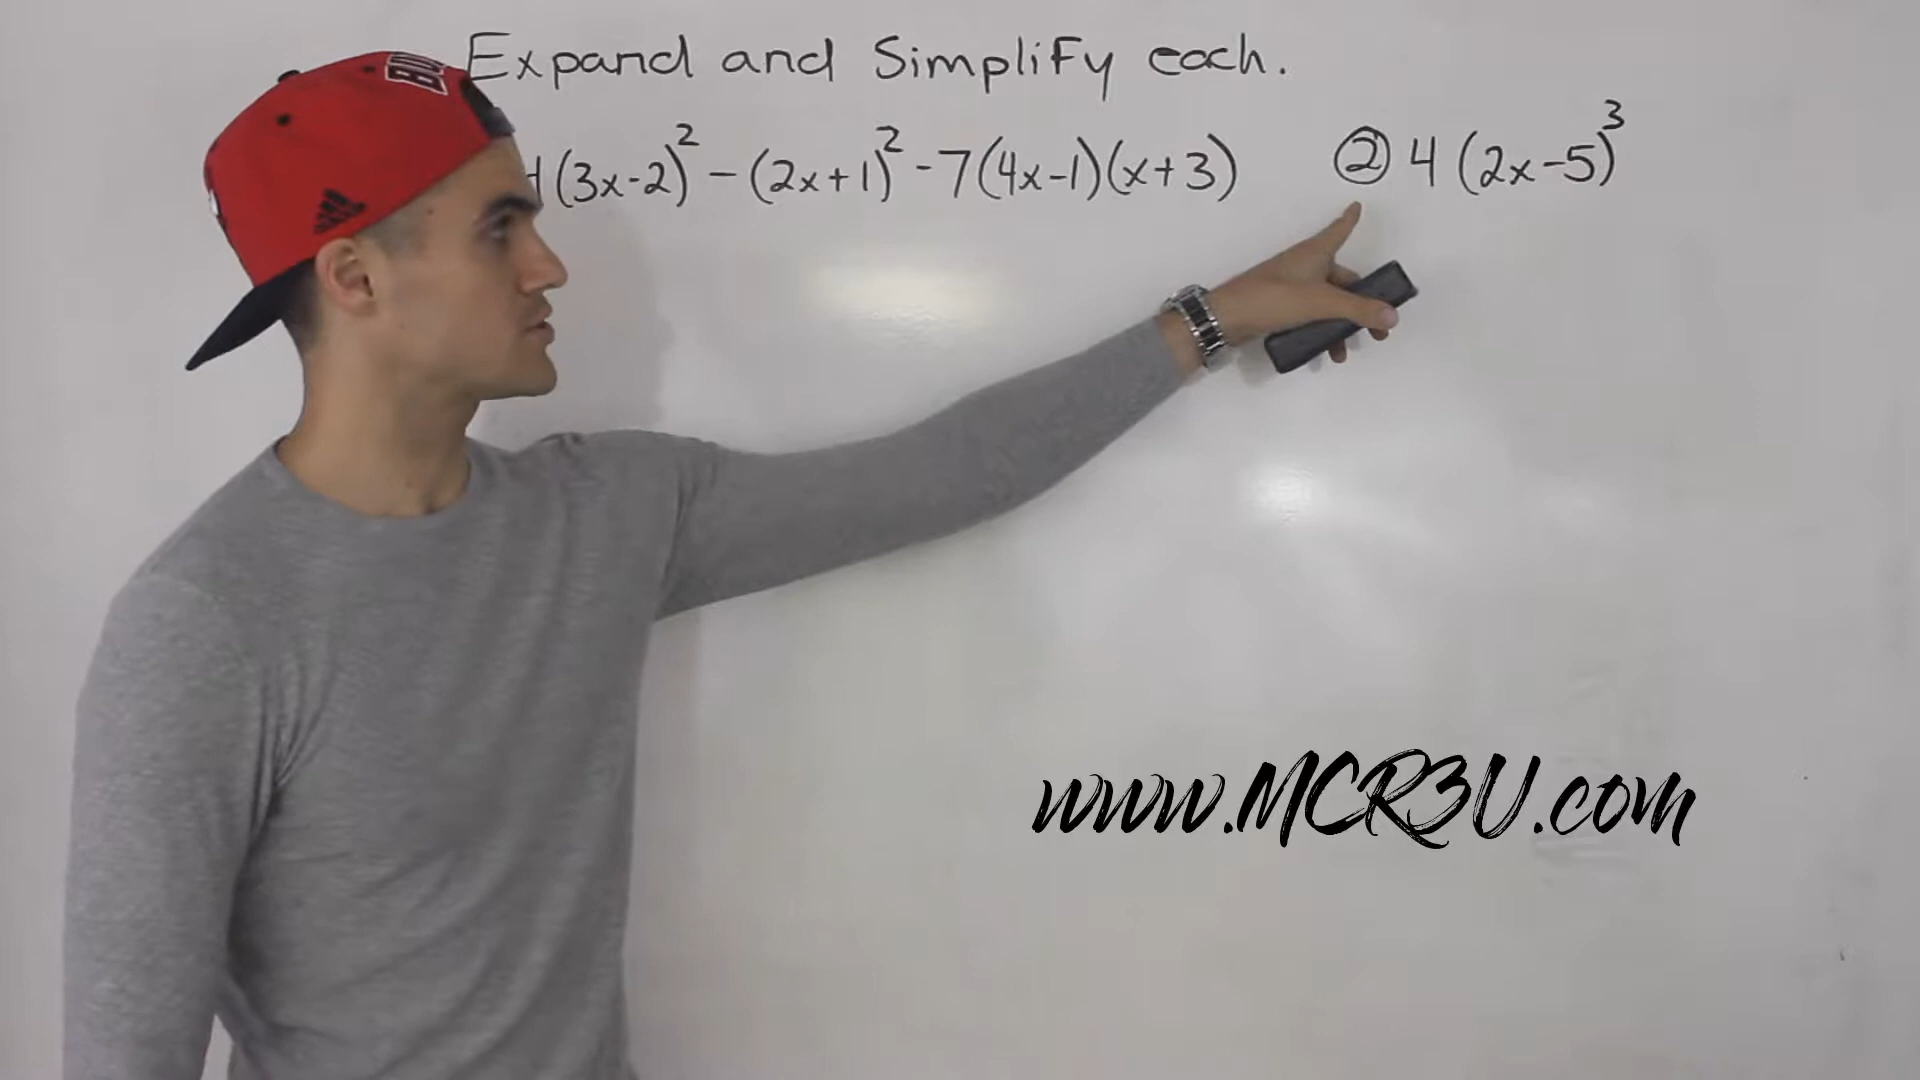 Expand and Simplify each.
(3x-2)² - (2x+1)² - 7(4x-1)(x+3)
② 4(2x-5)³
www.MCR3U.com